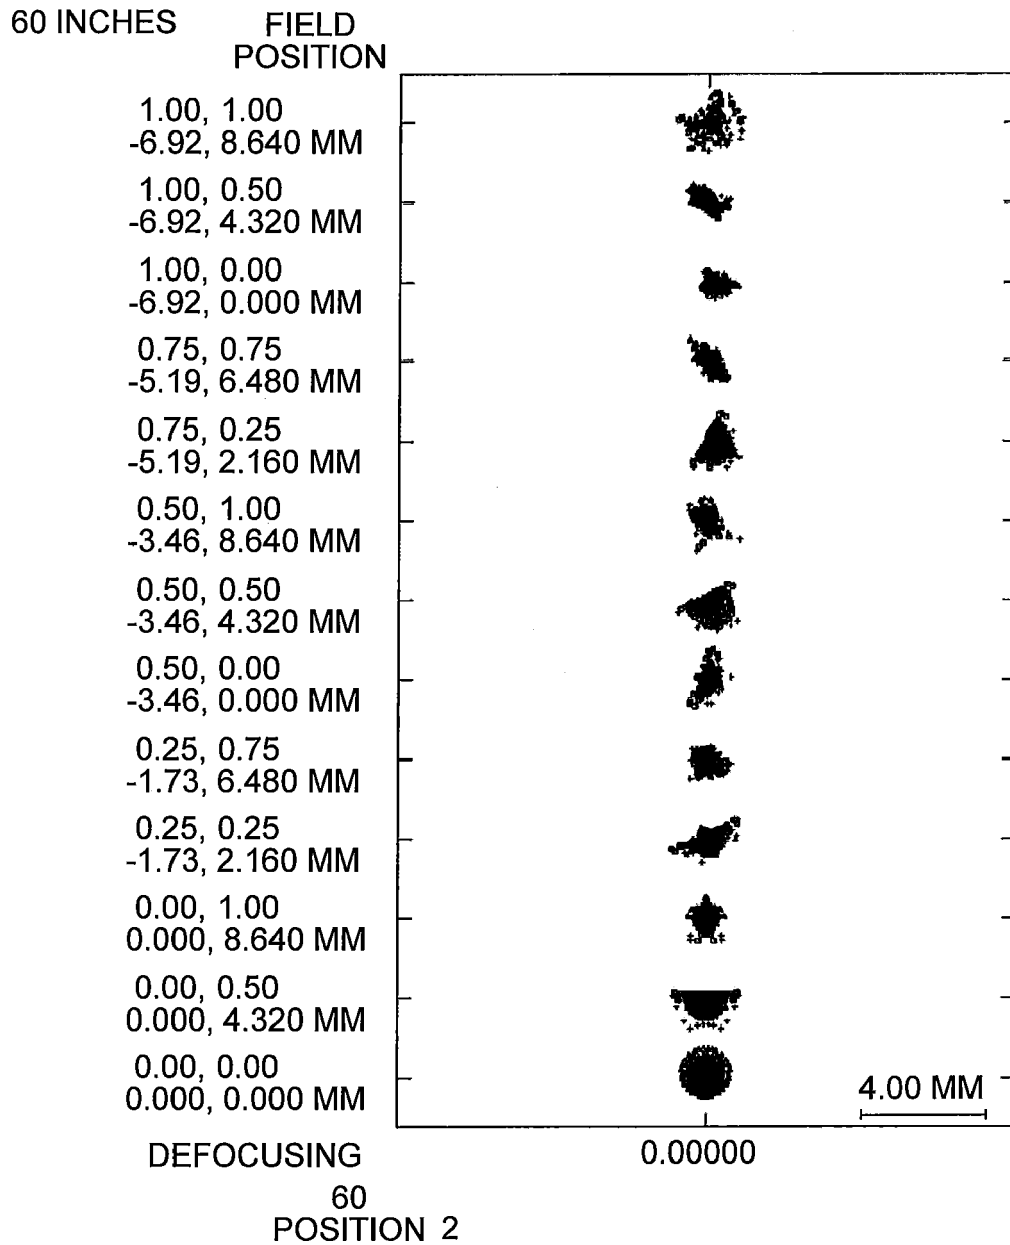 60 INCHES
FIELD
POSITION
1.00, 1.00
-6.92, 8.640 MM
1.00, 0.50
-6.92, 4.320 MM
1.00, 0.00
-6.92, 0.000 MM
0.75, 0.75
-5.19, 6.480 MM
0.75, 0.25
-5.19, 2.160 MM
0.50, 1.00
-3.46, 8.640 MM
0.50, 0.50
-3.46, 4.320 MM
0.50, 0.00
-3.46, 0.000 MM
0.25, 0.75
-1.73, 6.480 MM
0.25, 0.25
-1.73, 2.160 MM
0.00, 1.00
0.000, 8.640 MM
0.00, 0.50
0.000, 4.320 MM
0.00, 0.00
0.000, 0.000 MM
4.00 MM
DEFOCUSING
0.00000
60
POSITION 2